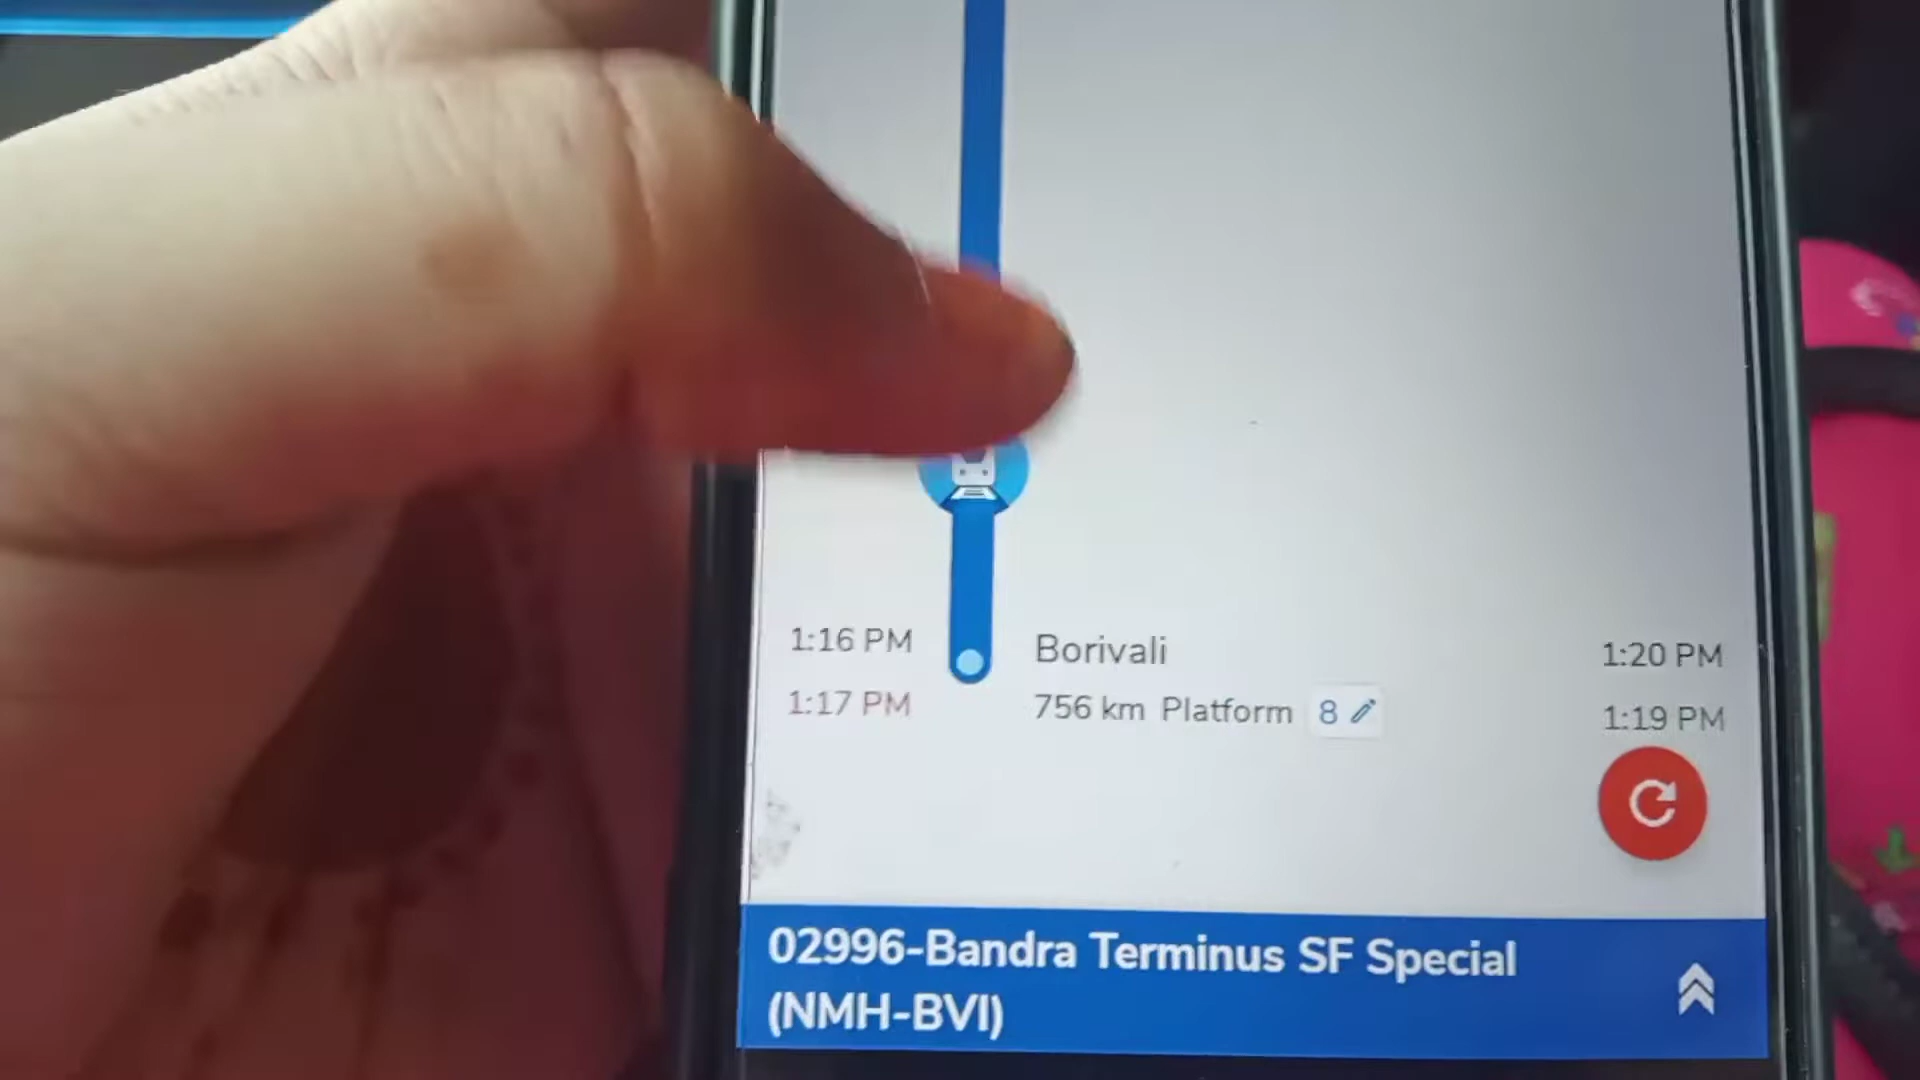 1:16 PM Borivali 1:20 PM
1:17 PM 756 km Platform 8 1:19 PM
02996-Bandra Terminus SF Special
(NMH-BVI)